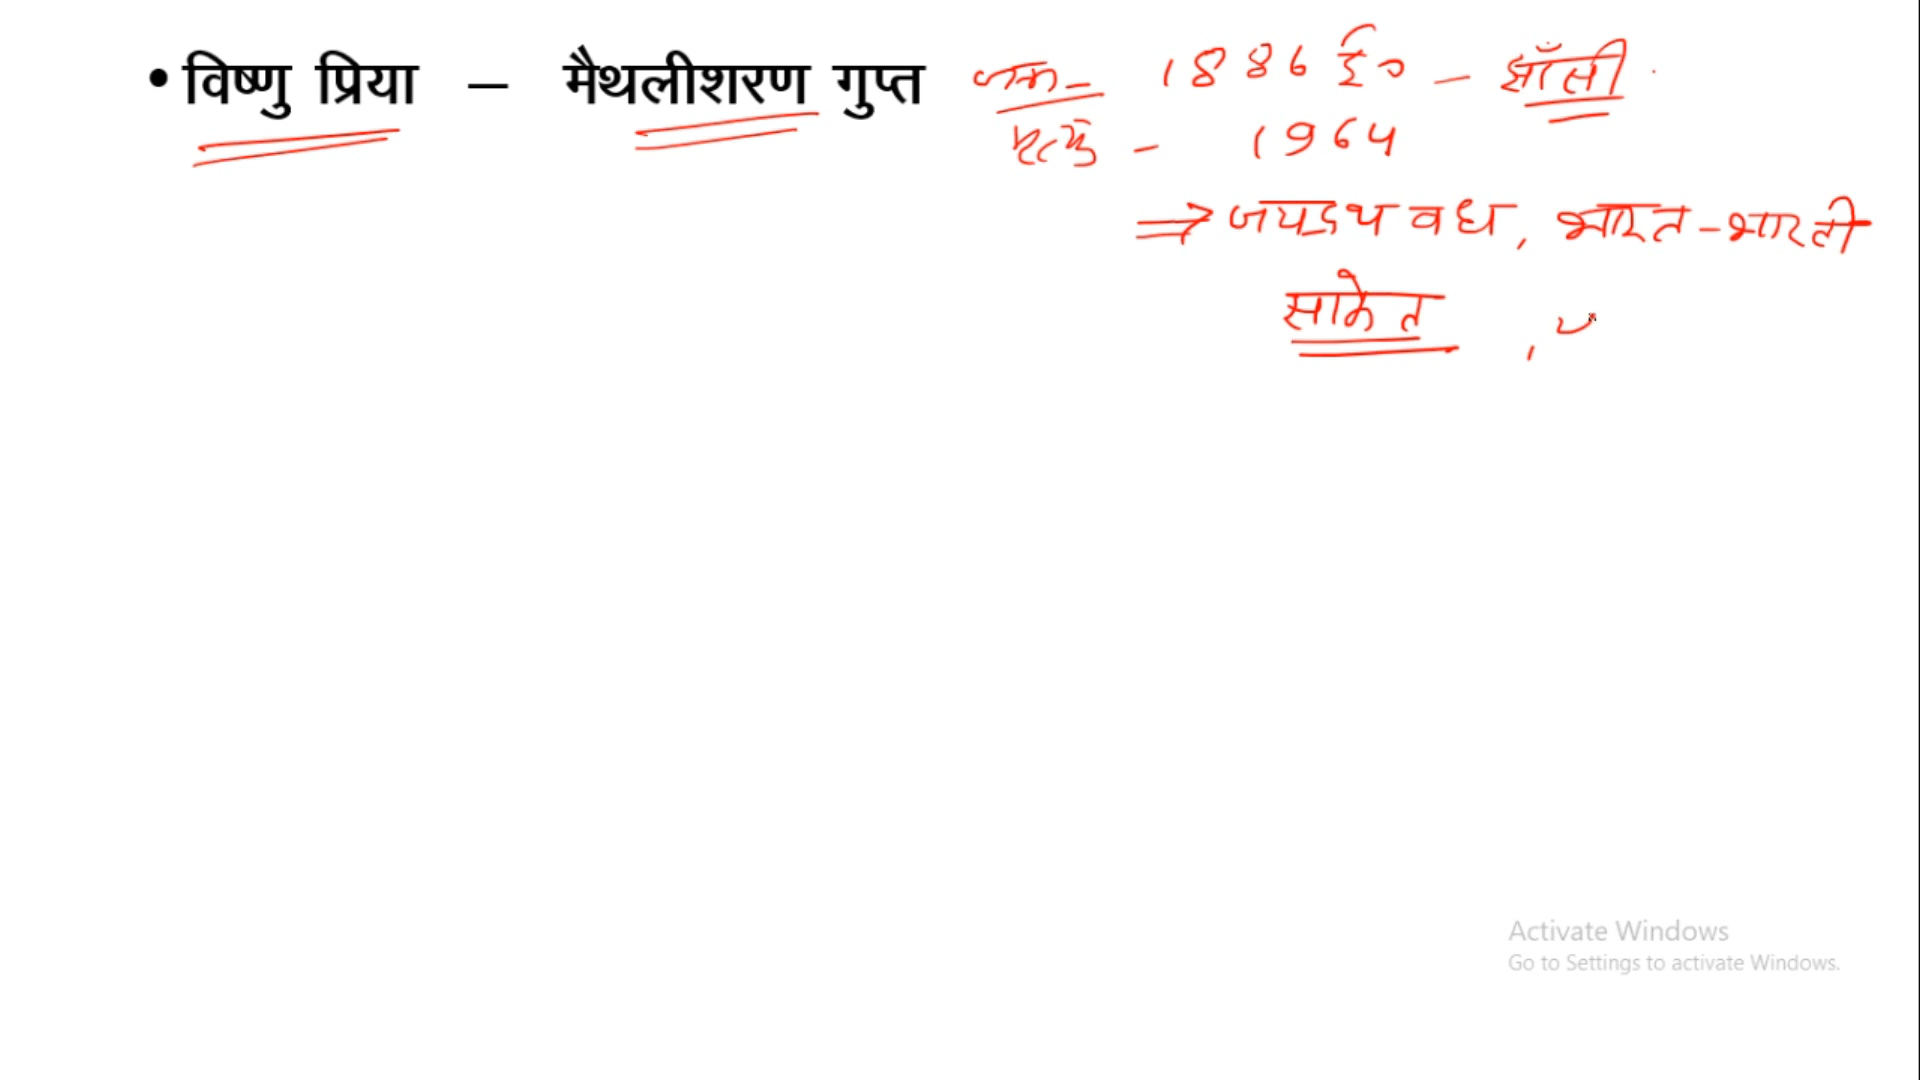 • विष्णु प्रिया – मैथलीशरण गुप्त जन्म – 1886 ई० – झाँसी
मृत्यु – 1964
⇒ जयद्रथ वध, भारत-भारती
साकेत ,
Activate Windows
Go to Settings to activate Windows.